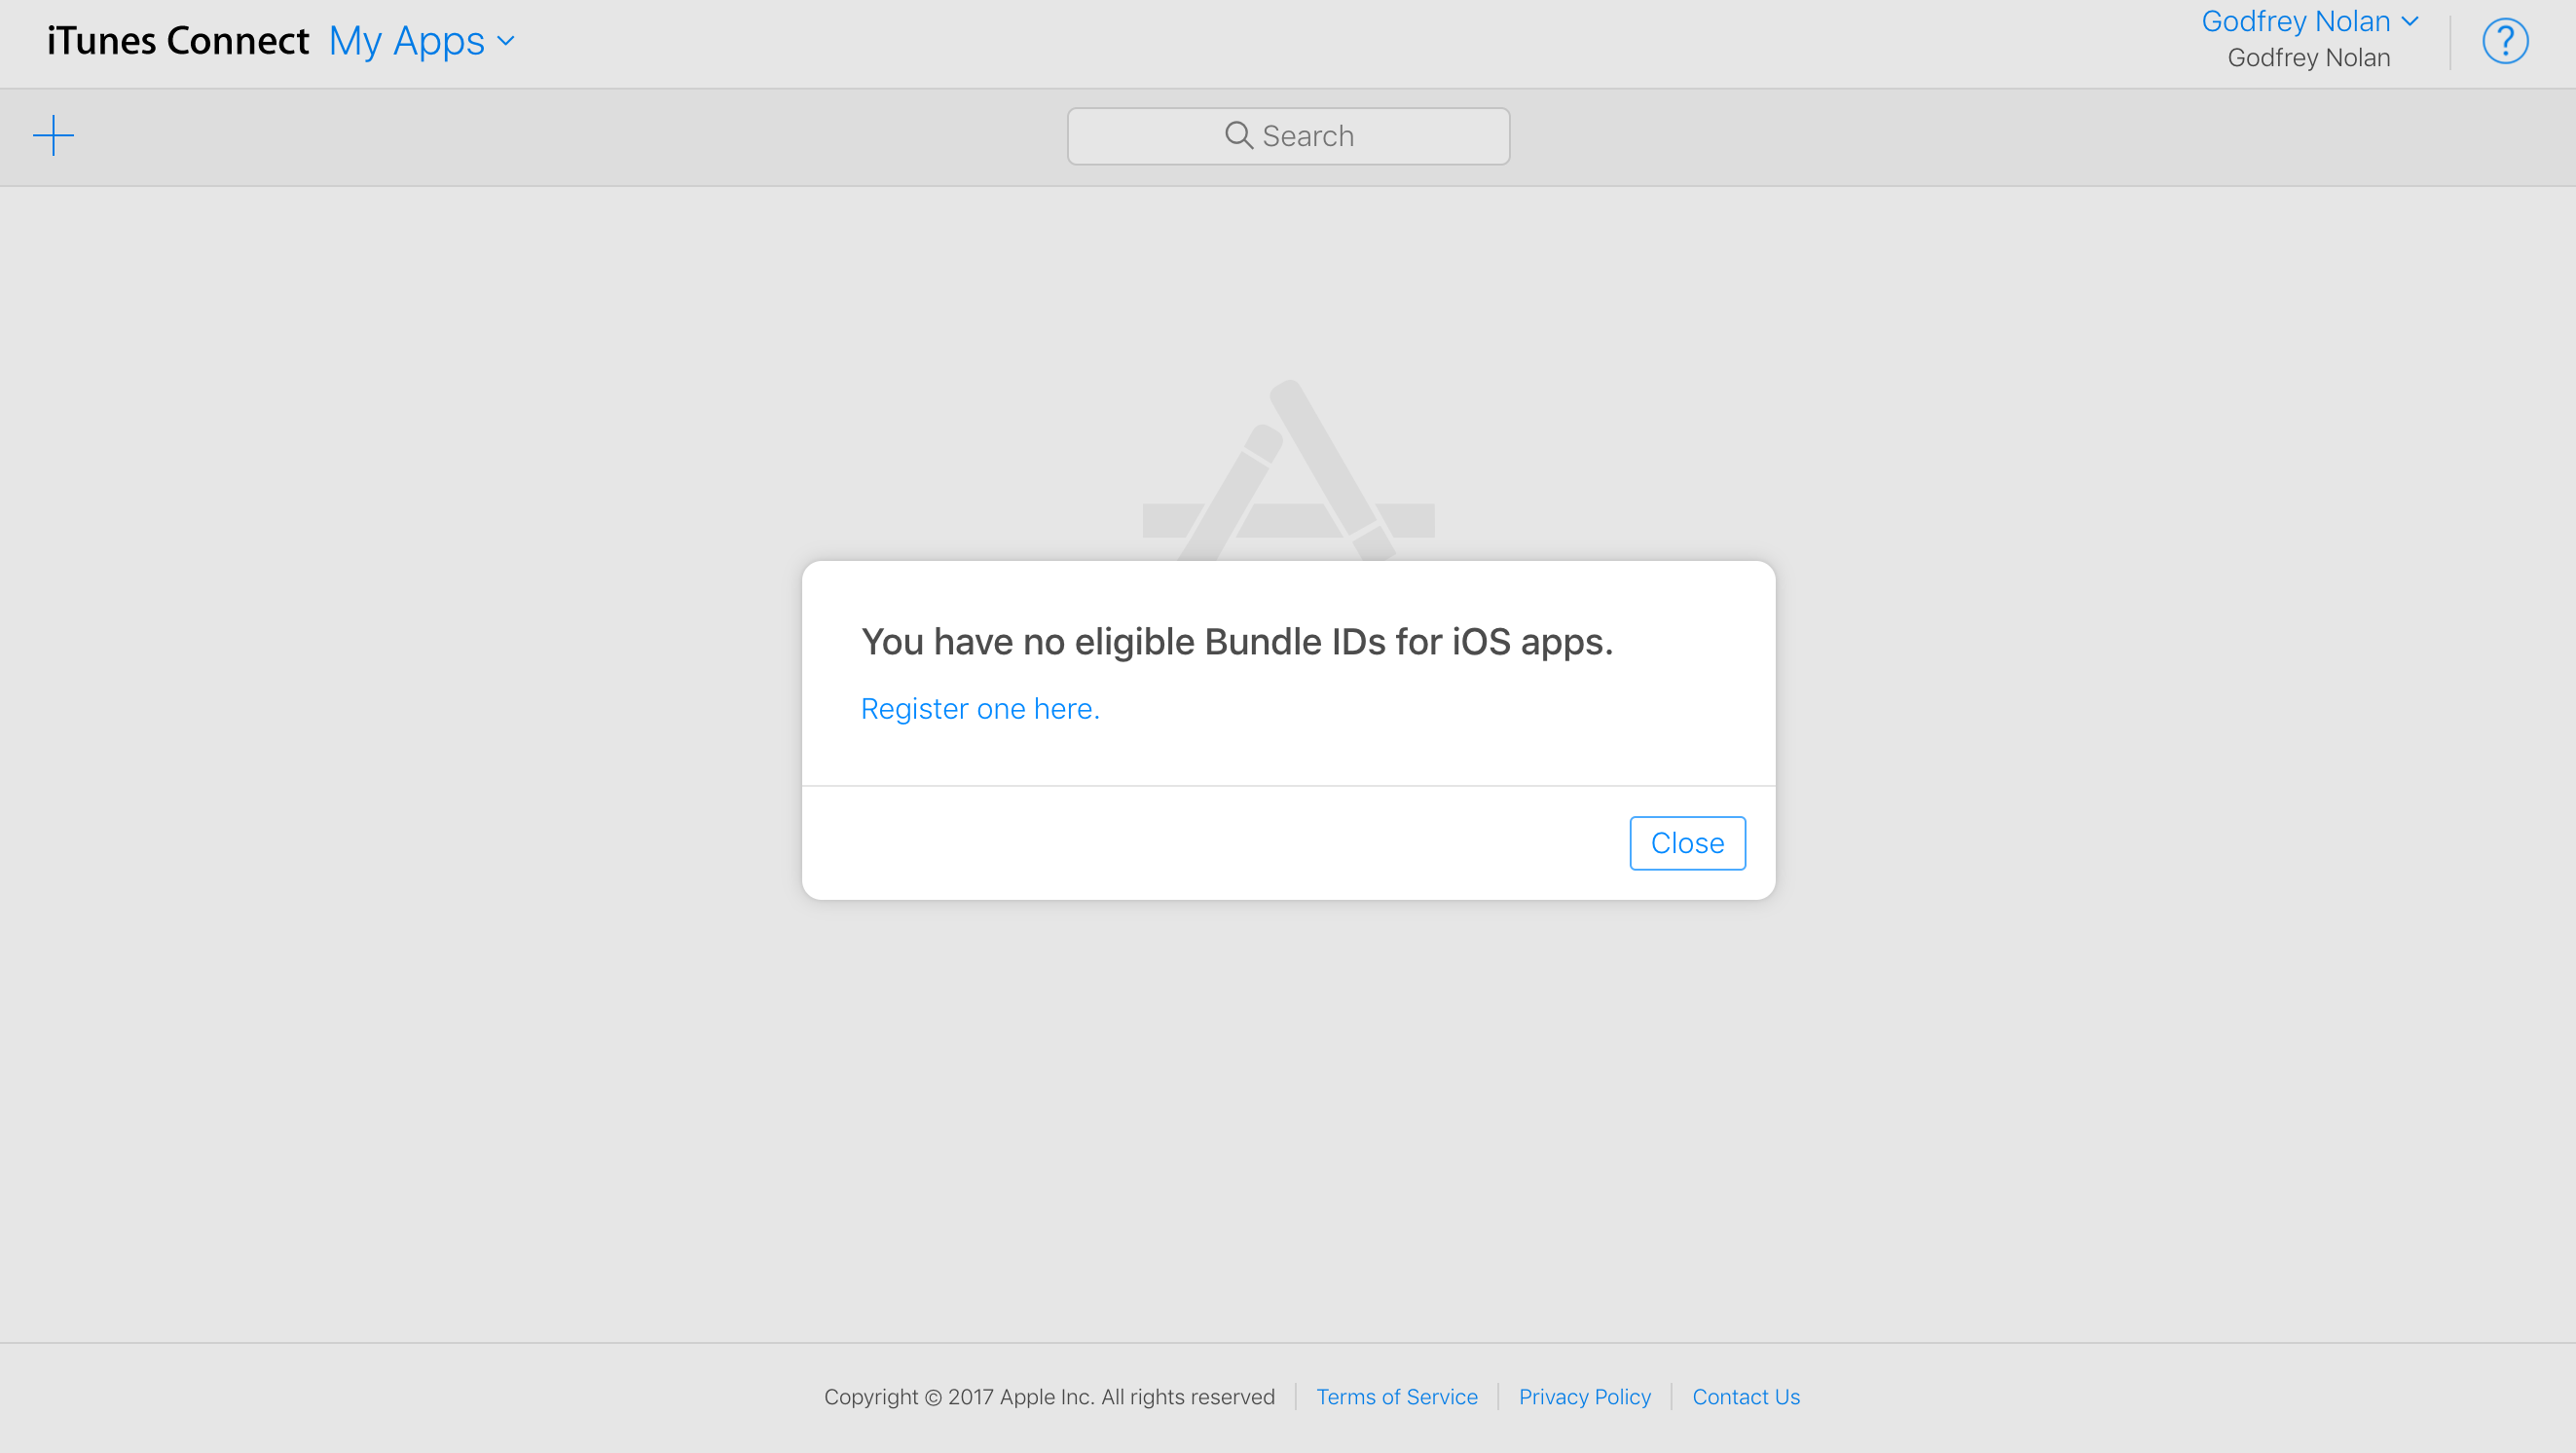 iTunes Connect My Apps
Godfrey Nolan
Godfrey Nolan
?
Search
You have no eligible Bundle IDs for iOS apps.
Register one here.
Close
Copyright © 2017 Apple Inc. All rights reserved Terms of Service Privacy Policy Contact Us